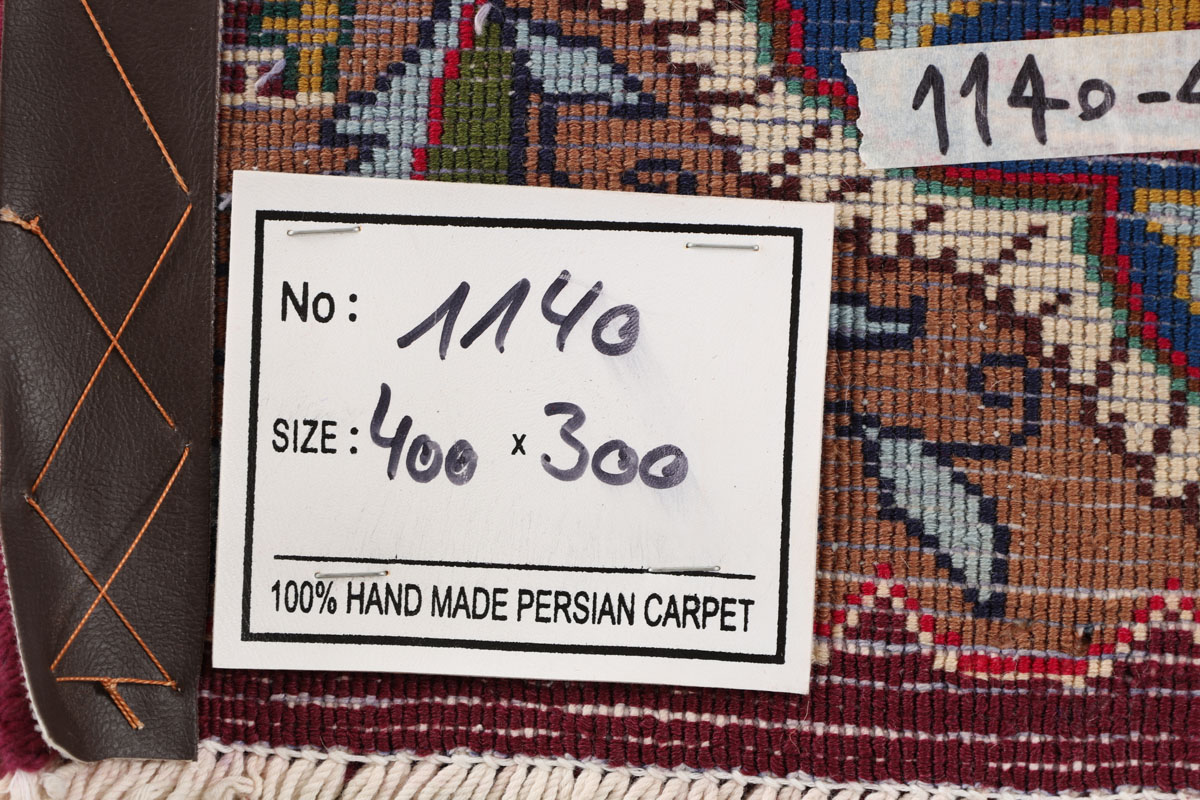 1140-4
No: 1140
SIZE: 400 x 300
100% HAND MADE PERSIAN CARPET